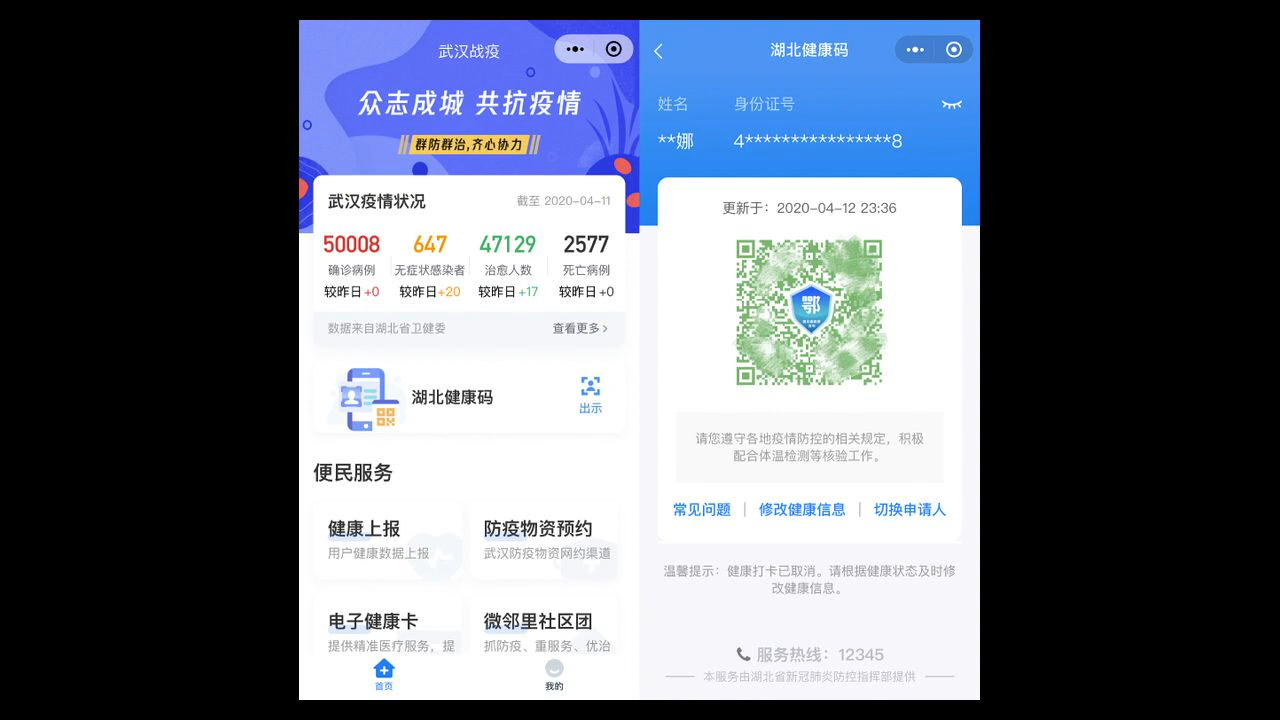 武汉战疫
众志成城 共抗疫情
群防群治,齐心协力
武汉疫情状况
截至 2020-04-11
50008 647 47129 2577
确诊病例 无症状感染者 治愈人数 死亡病例
较昨日+0 较昨日+20 较昨日+17 较昨日+0
数据来自湖北省卫健委
查看更多 >
湖北健康码
出示
便民服务
健康上报
用户健康数据上报
防疫物资预约
武汉防疫物资网约渠道
电子健康卡
提供精准医疗服务，提
微邻里社区团
抓防疫、重服务、优治
首页
我的
湖北健康码
姓名 身份证号
**娜 4****************8
更新于：2020-04-12 23:36
鄂
请您遵守各地疫情防控的相关规定，积极
配合体温检测等核验工作。
常见问题 | 修改健康信息 | 切换申请人
温馨提示：健康打卡已取消。请根据健康状态及时修
改健康信息。
服务热线：12345
本服务由湖北省新冠肺炎防控指挥部提供